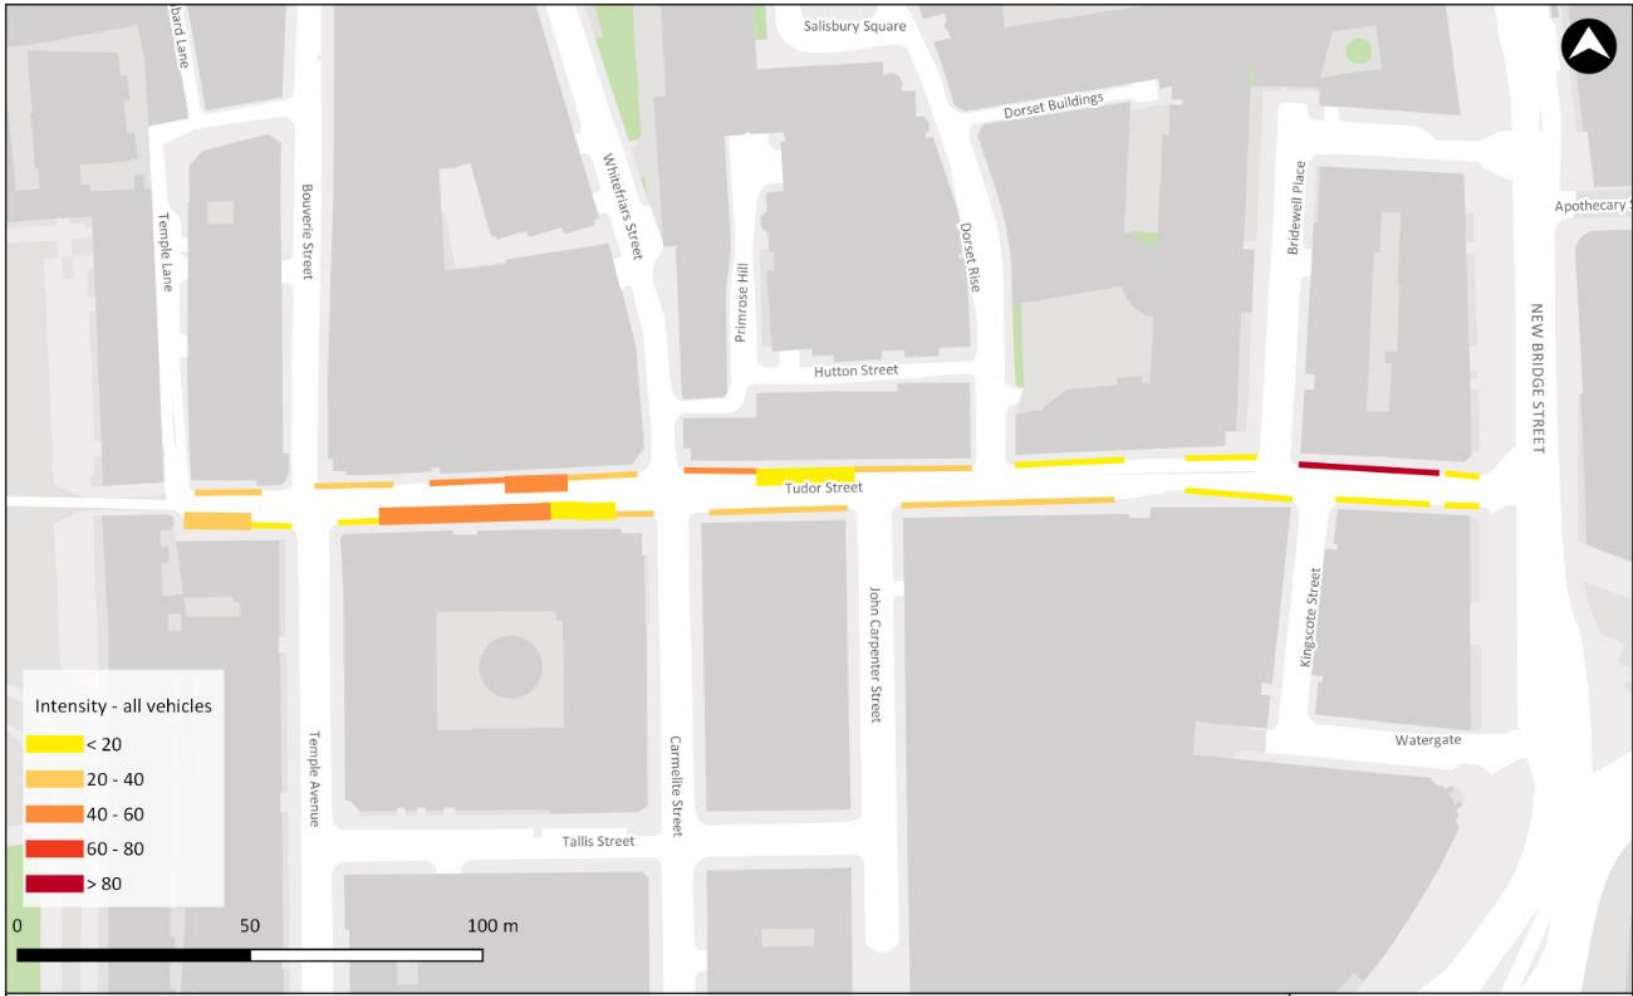 Salisbury Square
Dorset Buildings
Whitefriars Street
Bouverie Street
Temple Lane
Bridewell Place
Apothecary S
Dorset Rise
Primrose Hill
NEW BRIDGE STREET
Hutton Street
Tudor Street
John Carpenter Street
Kingscote Street
Temple Avenue
Carmelite Street
Watergate
Tallis Street
bard Lane
Intensity - all vehicles
< 20
20 - 40
40 - 60
60 - 80
> 80
0 50 100 m